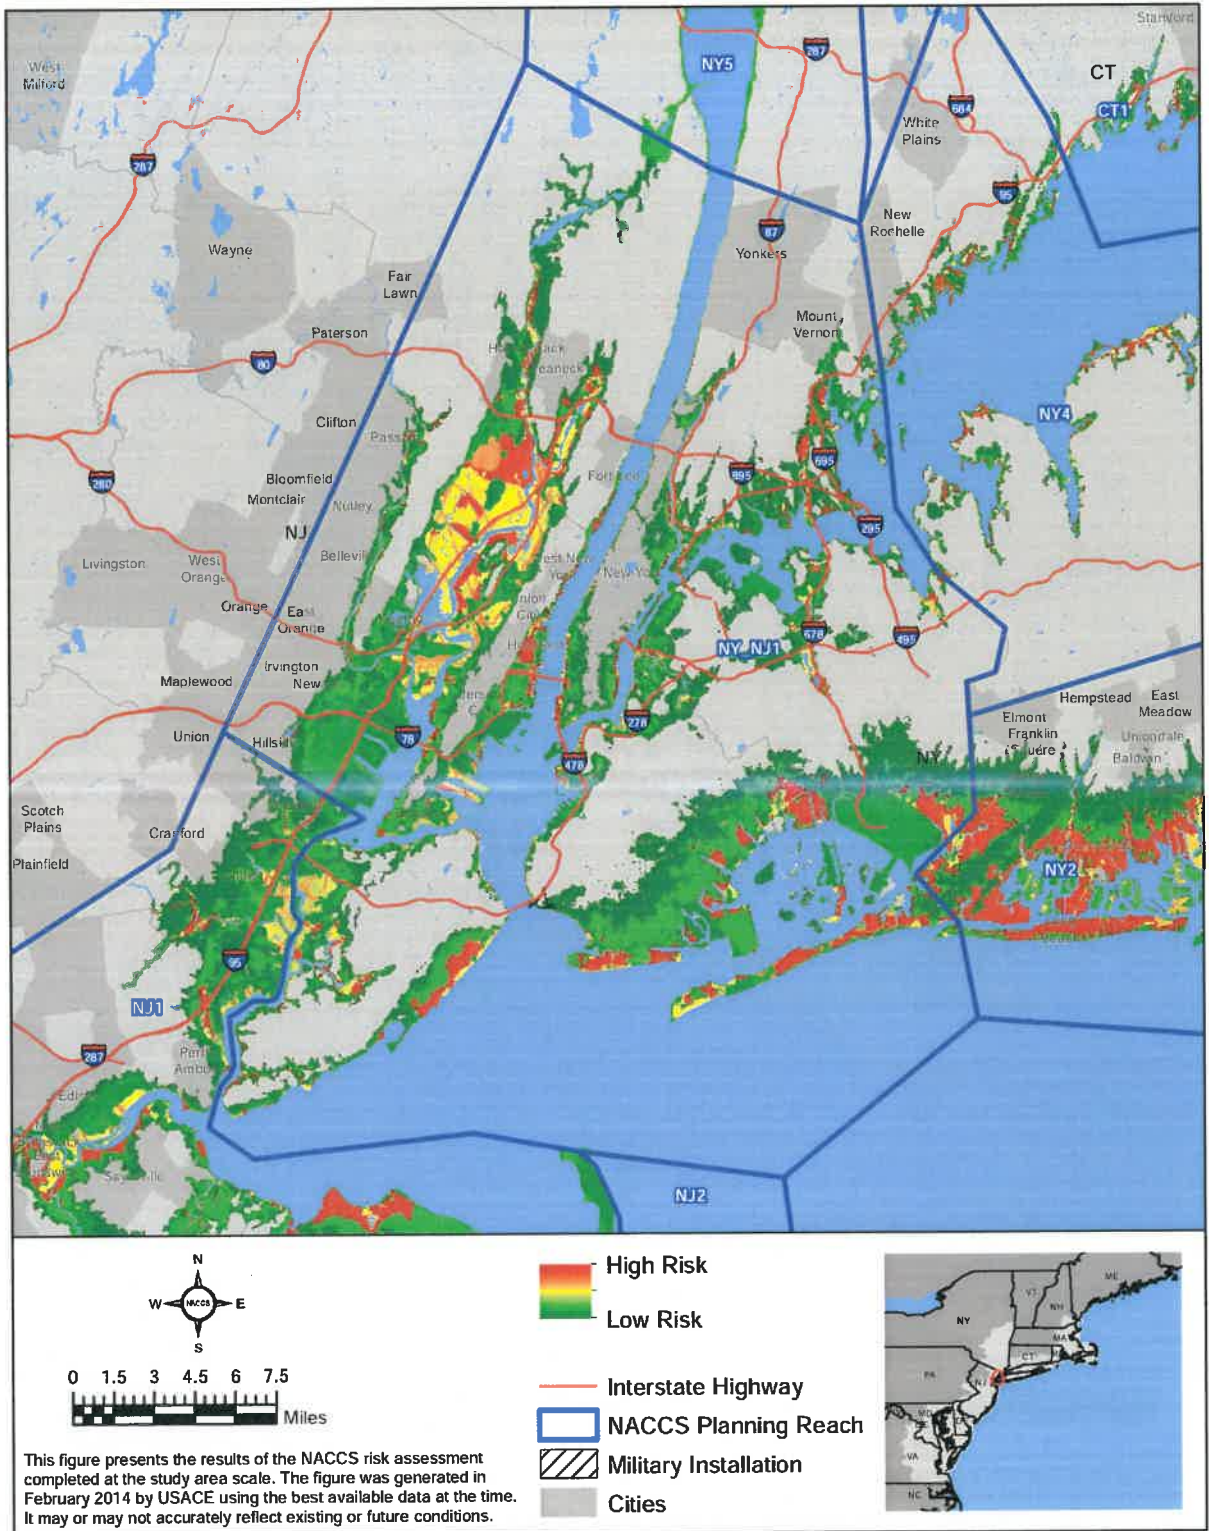 Stamford
West
Milford
NY5
287
CT
CT1
684
White
Plains
287
95
New
Rochelle
87
Yonkers
Wayne
Fair
Lawn
Mount
Vernon
Paterson
80
NY4
Clifton
695
895
280
Bloomfield
Montclair
Nutley
295
NJ
Livingston
West
Orange
Orange
East
Orange
678
495
NY_NJ1
Irvington
New
Maplewood
Hempstead
East
Meadow
278
Elmont
Franklin
Union
Hillsi
78
Uniondale
Baldwin
NY
478
Scotch
Plains
Cranford
Plainfield
NY2
95
NJ1
287
Perth
Amboy
NJ2
N
W
NACCS
E
S
0 1.5 3 4.5 6 7.5
Miles
High Risk
Low Risk
Interstate Highway
NACCS Planning Reach
Military Installation
Cities
This figure presents the results of the NACCS risk assessment
completed at the study area scale. The figure was generated in
February 2014 by USACE using the best available data at the time.
It may or may not accurately reflect existing or future conditions.
ME
VT
NH
NY
MA
CT
PA
NJ
MD
VA
NC